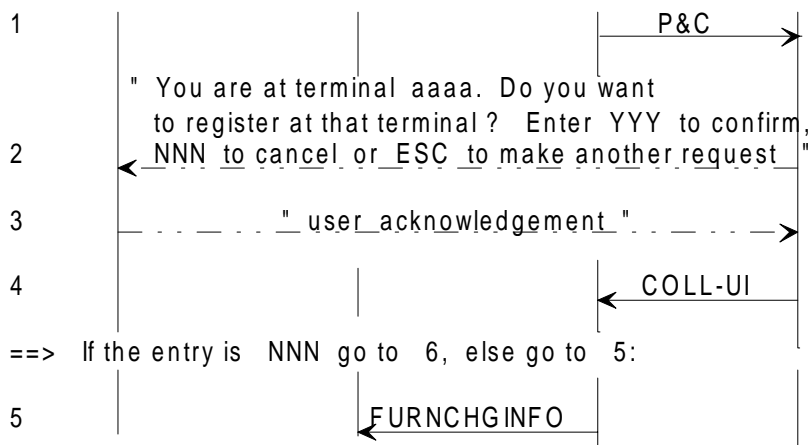 1 P&C
" You are at terminal aaaa. Do you want
to register at that terminal ? Enter YYY to confirm,
2 NNN to cancel or ESC to make another request "
3 " user acknowledgement "
4 COLL-UI
==> If the entry is NNN go to 6, else go to 5:
5 FURNCHGINFO